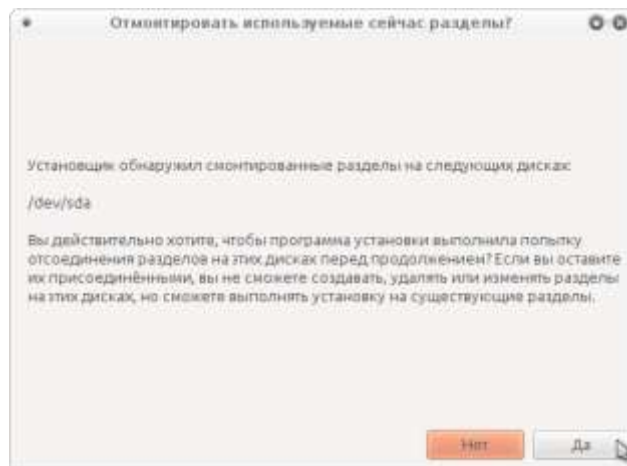 Отмонтировать используемые сейчас разделы?
Установщик обнаружил смонтированные разделы на следующих дисках:
/dev/sda
Вы действительно хотите, чтобы программа установки выполнила попытку
отсоединения разделов на этих дисках перед продолжением? Если вы оставите
их присоединёнными, вы не сможете создавать, удалять или изменять разделы
на этих дисках, но сможете выполнять установку на существующие разделы.
Нет
Да